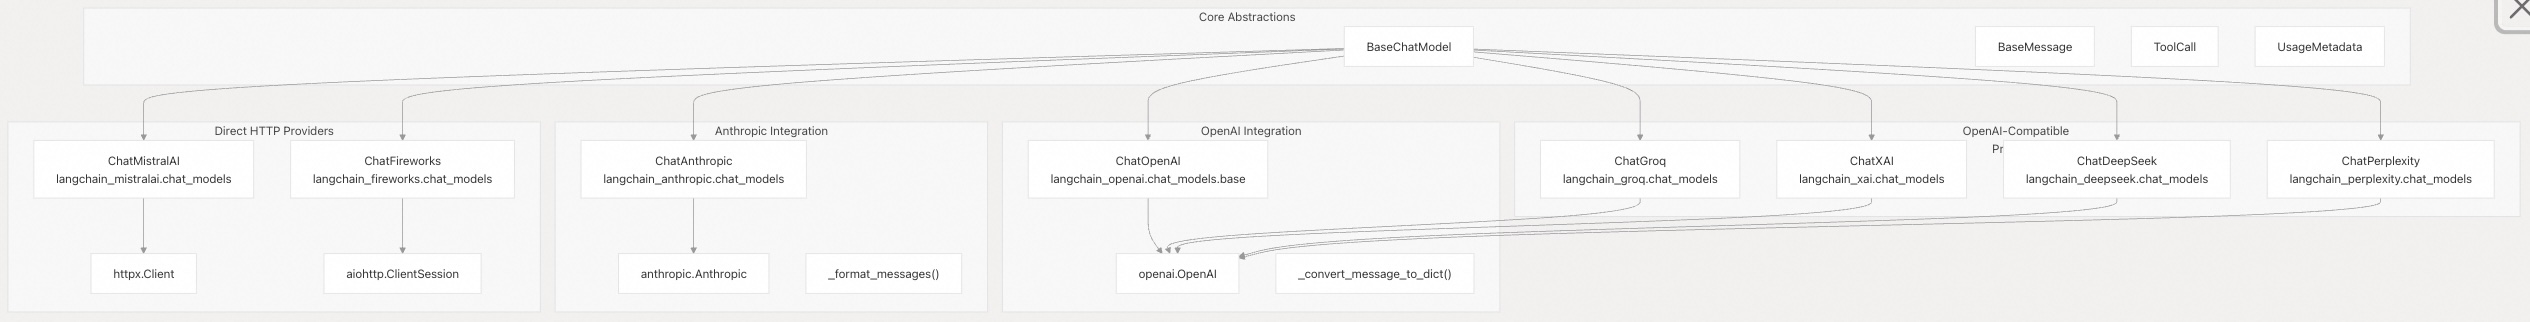 Core Abstractions
BaseChatModel
BaseMessage
ToolCall
UsageMetadata
Direct HTTP Providers
ChatMistralAI
langchain_mistralai.chat_models
ChatFireworks
langchain_fireworks.chat_models
httpx.Client
aiohttp.ClientSession
Anthropic Integration
ChatAnthropic
langchain_anthropic.chat_models
anthropic.Anthropic
_format_messages()
OpenAI Integration
ChatOpenAI
langchain_openai.chat_models.base
openai.OpenAI
_convert_message_to_dict()
OpenAI-Compatible
Pr
ChatGroq
langchain_groq.chat_models
ChatXAI
langchain_xai.chat_models
ChatDeepSeek
langchain_deepseek.chat_models
ChatPerplexity
langchain_perplexity.chat_models